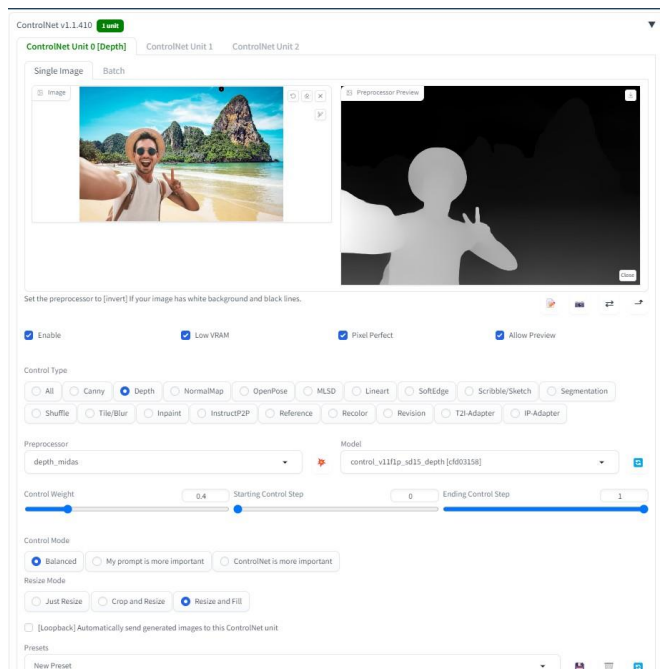 ControlNet v1.1.410 1 unit
ControlNet Unit 0 [Depth] ControlNet Unit 1 ControlNet Unit 2
Single Image Batch
Image Preprocessor Preview
Close
Set the preprocessor to [invert] If your image has white background and black lines.
Enable Low VRAM Pixel Perfect Allow Preview
Control Type
All Canny Depth NormalMap OpenPose MLSD Lineart SoftEdge Scribble/Sketch Segmentation
Shuffle Tile/Blur Inpaint InstructP2P Reference Recolor Revision T2I-Adapter IP-Adapter
Preprocessor Model
depth_midas control_v11f1p_sd15_depth [cfd03158]
Control Weight 0.4 Starting Control Step 0 Ending Control Step 1
Control Mode
Balanced My prompt is more important ControlNet is more important
Resize Mode
Just Resize Crop and Resize Resize and Fill
[Loopback] Automatically send generated images to this ControlNet unit
Presets
New Preset